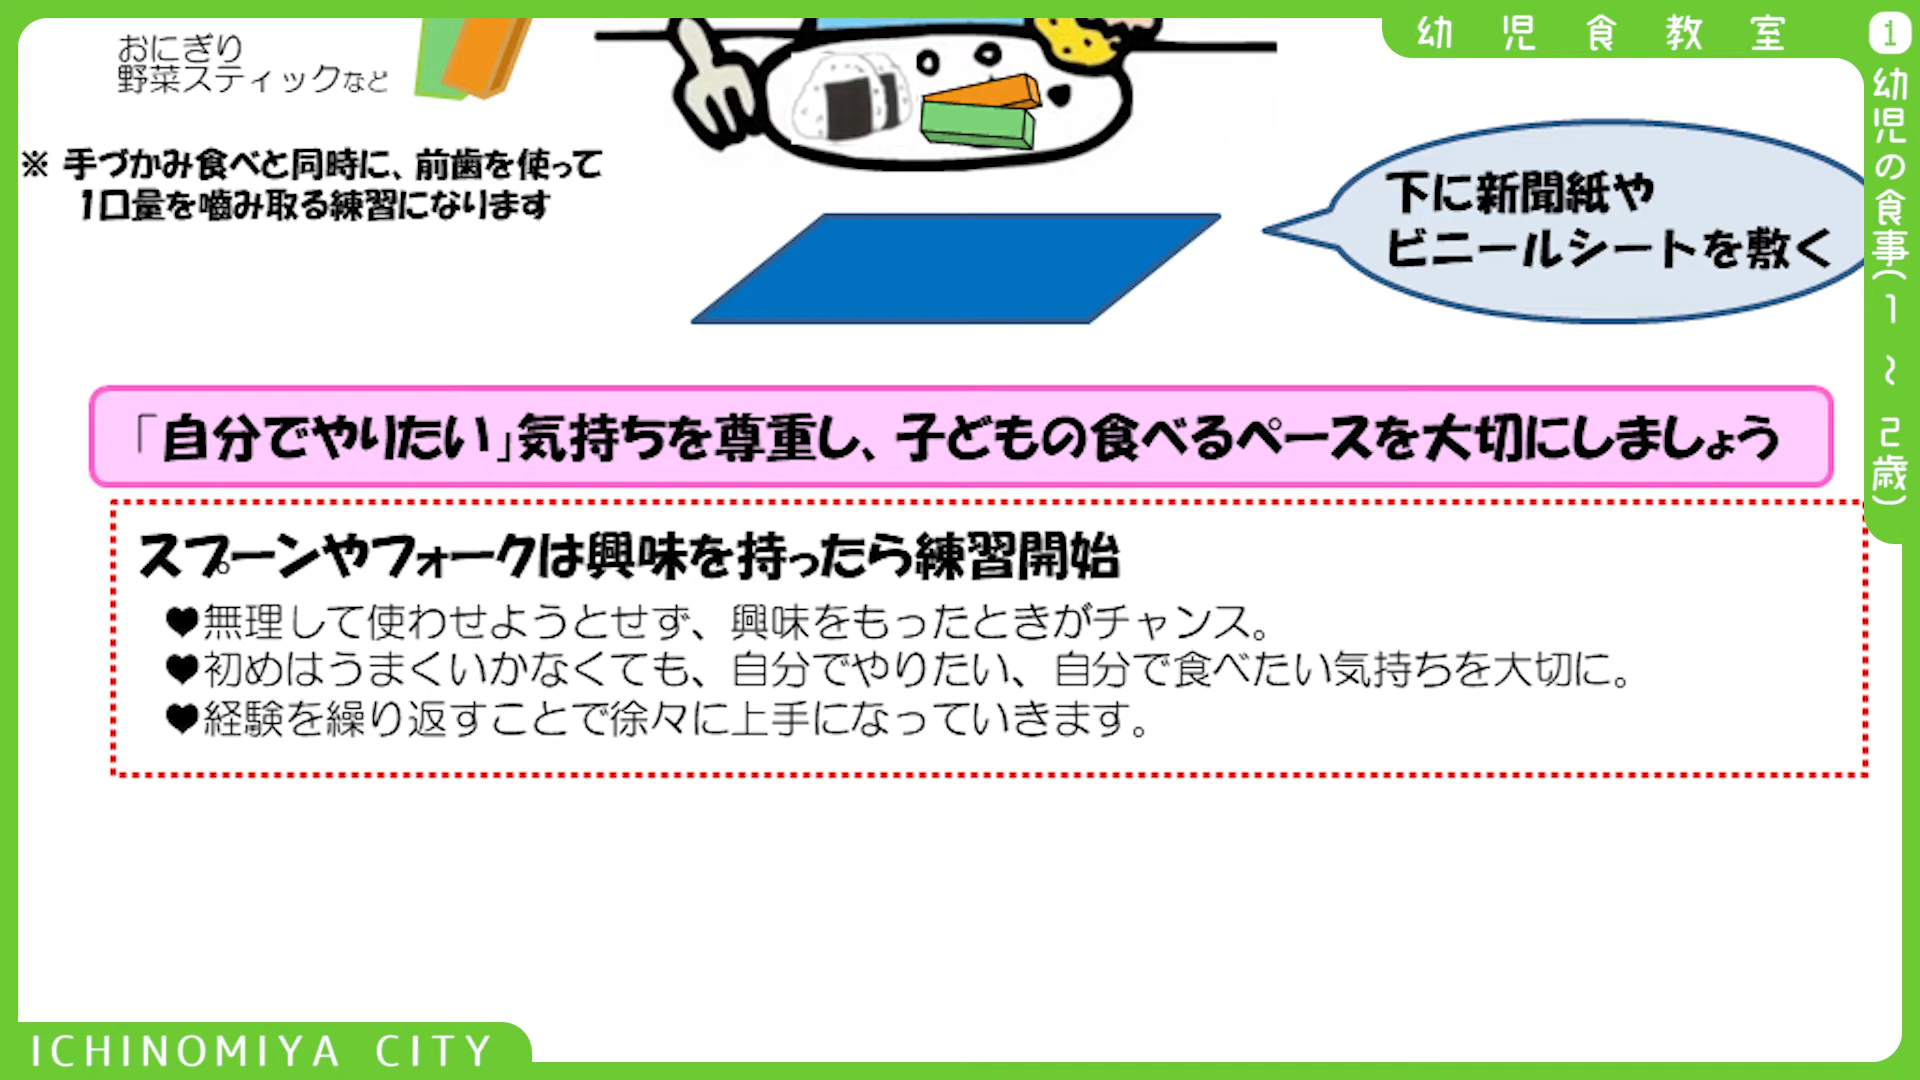 幼児食教室
1 幼児の食事(1～2歳)
おにぎり
野菜スティックなど
※ 手づかみ食べと同時に、前歯を使って
1口量を嚙み取る練習になります
下に新聞紙や
ビニールシートを敷く
「自分でやりたい」気持ちを尊重し、子どもの食べるペースを大切にしましょう
スプーンやフォークは興味を持ったら練習開始
♥無理して使わせようとせず、興味をもったときがチャンス。
♥初めはうまくいかなくても、自分でやりたい、自分で食べたい気持ちを大切に。
♥経験を繰り返すことで徐々に上手になっていきます。
ICHINOMIYA CITY